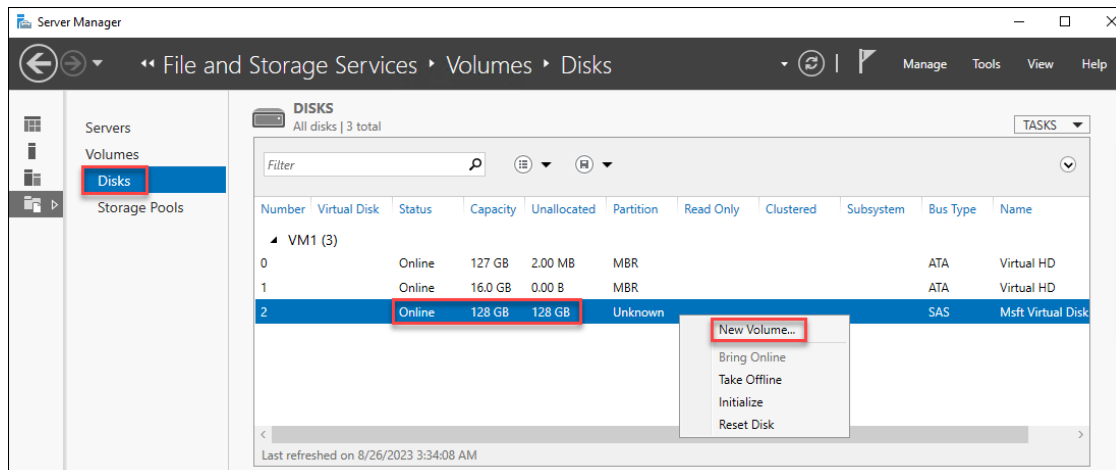 Server Manager
File and Storage Services Volumes Disks
Manage Tools View Help
Servers
Volumes
Disks
Storage Pools
DISKS
All disks | 3 total
TASKS
Filter
Number Virtual Disk Status Capacity Unallocated Partition Read Only Clustered Subsystem Bus Type Name
VM1 (3)
0 Online 127 GB 2.00 MB MBR ATA Virtual HD
1 Online 16.0 GB 0.00 B MBR ATA Virtual HD
2 Online 128 GB 128 GB Unknown SAS Msft Virtual Disk
New Volume...
Bring Online
Take Offline
Initialize
Reset Disk
Last refreshed on 8/26/2023 3:34:08 AM